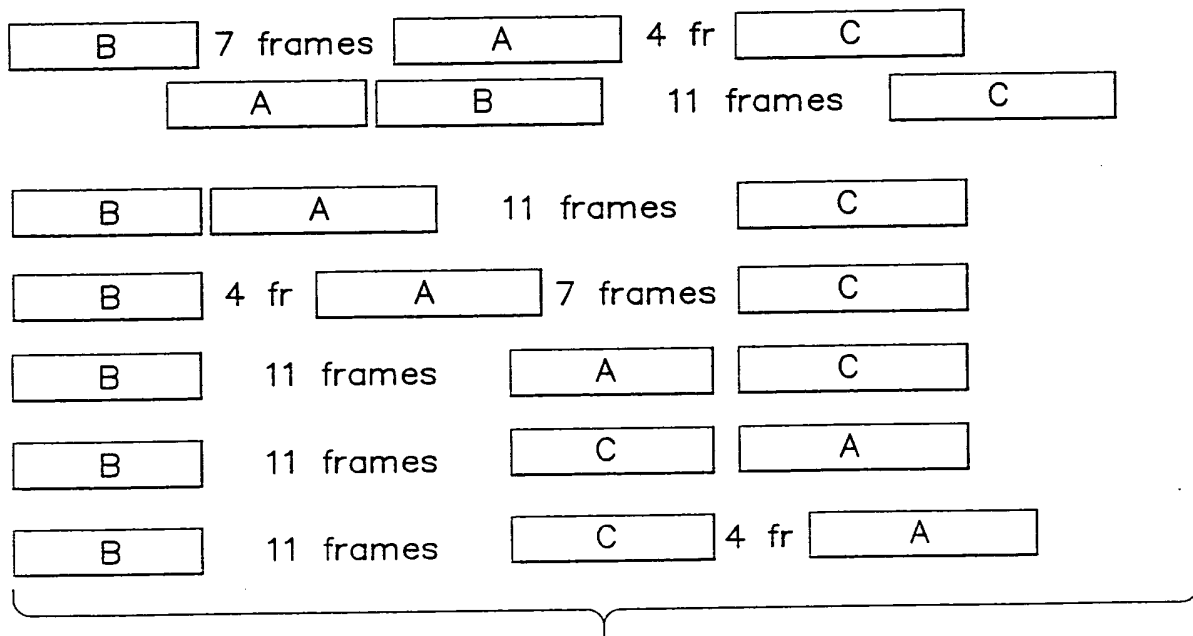 B 7 frames A 4 fr C
A B 11 frames C
B A 11 frames C
B 4 fr A 7 frames C
B 11 frames A C
B 11 frames C A
B 11 frames C 4 fr A